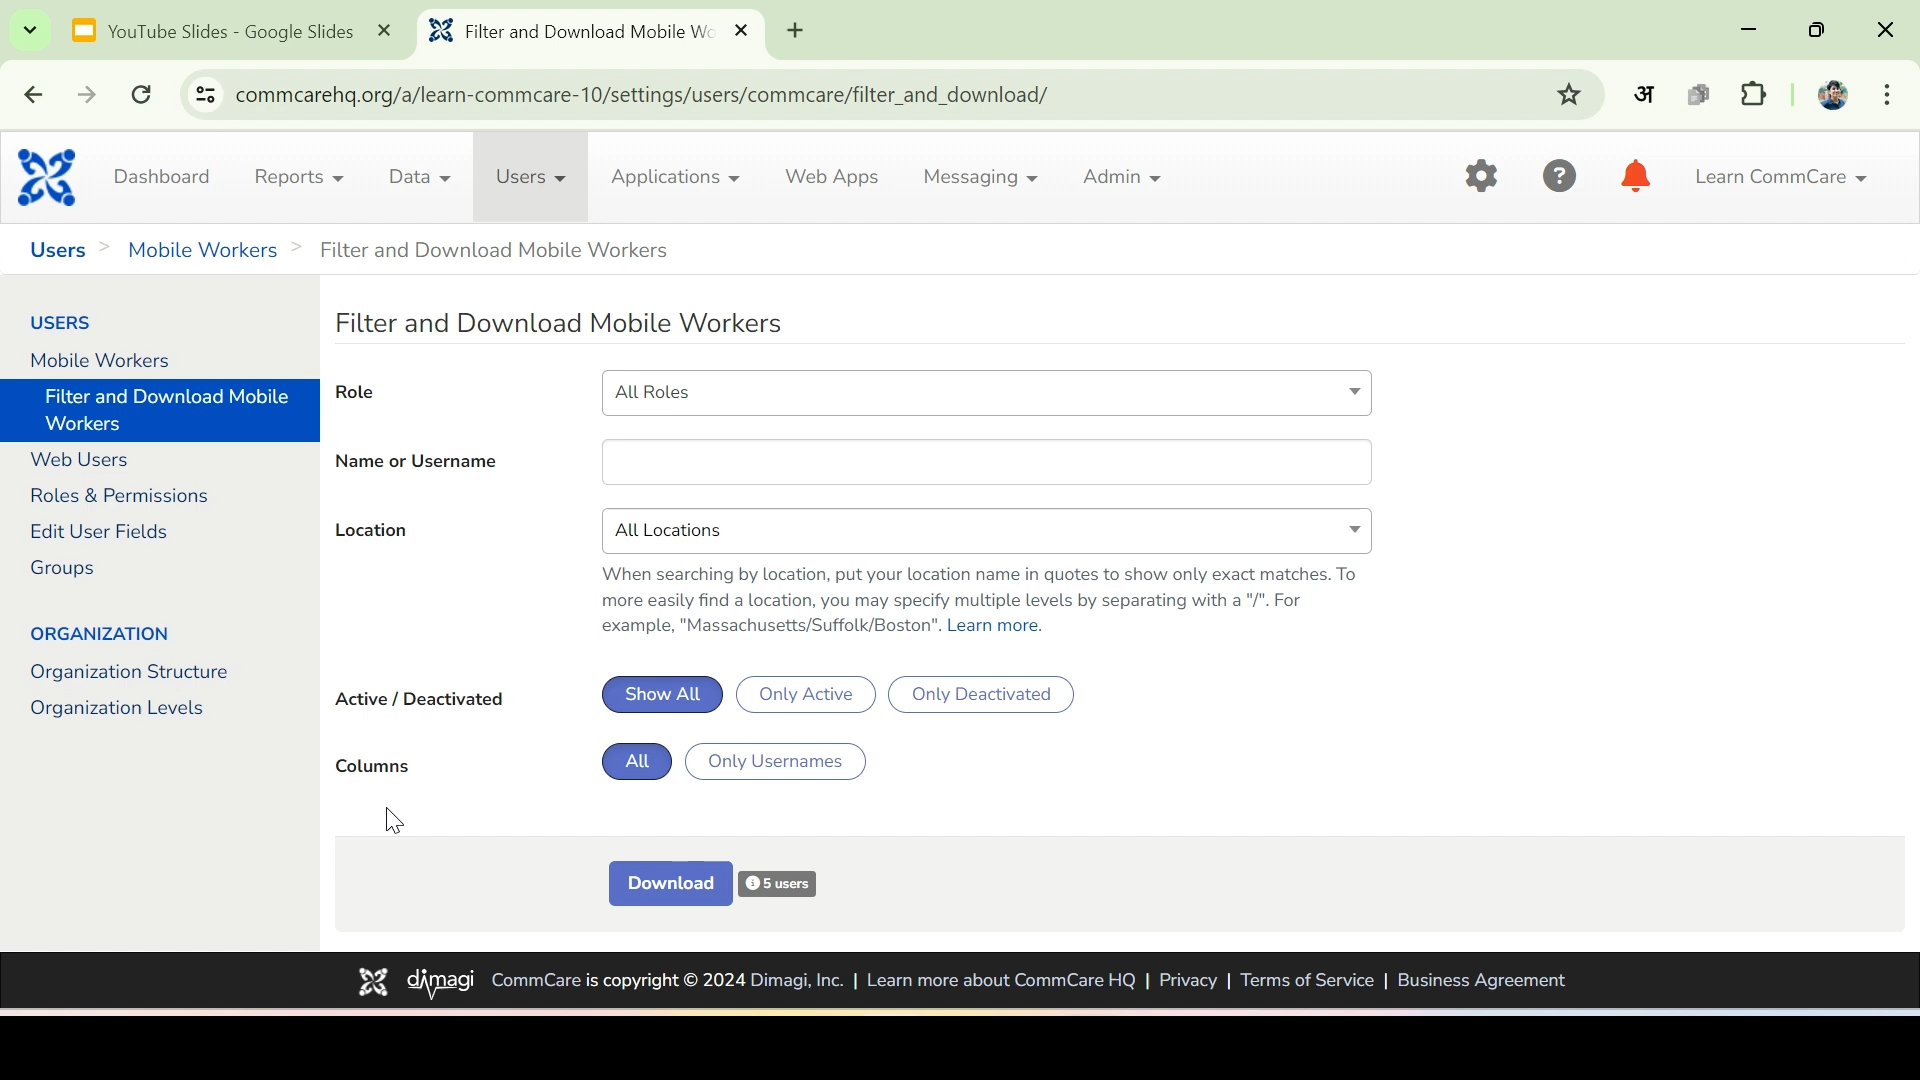 YouTube Slides - Google Slides
Filter and Download Mobile Wo
commcarehq.org/a/learn-commcare-10/settings/users/commcare/filter_and_download/
अ
Dashboard
Reports
Data
Users
Applications
Web Apps
Messaging
Admin
?
Learn CommCare
Users > Mobile Workers > Filter and Download Mobile Workers
USERS
Mobile Workers
Filter and Download Mobile
Workers
Web Users
Roles & Permissions
Edit User Fields
Groups
ORGANIZATION
Organization Structure
Organization Levels
Filter and Download Mobile Workers
Role
All Roles
Name or Username
Location
All Locations
When searching by location, put your location name in quotes to show only exact matches. To
more easily find a location, you may specify multiple levels by separating with a "/". For
example, "Massachusetts/Suffolk/Boston". Learn more.
Active / Deactivated
Show All
Only Active
Only Deactivated
Columns
All
Only Usernames
Download
5 users
dimagi CommCare is copyright © 2024 Dimagi, Inc. | Learn more about CommCare HQ | Privacy | Terms of Service | Business Agreement